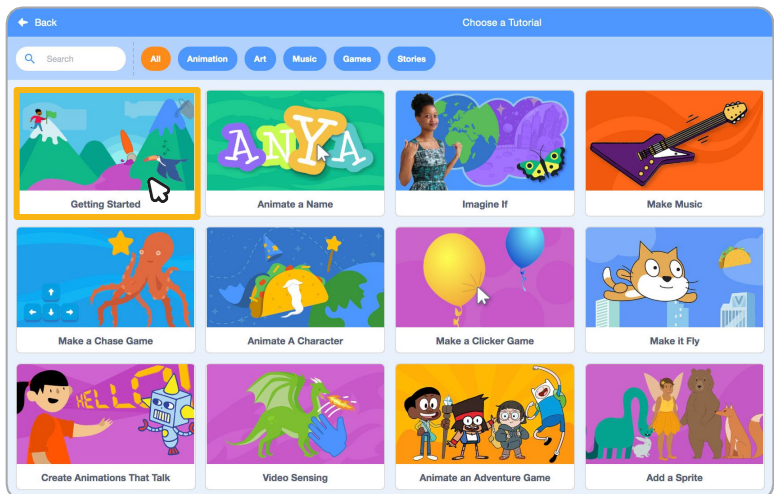 Back
Choose a Tutorial
Search
All
Animation
Art
Music
Games
Stories
ANYA
Getting Started
Animate a Name
Imagine If
Make Music
Make a Chase Game
Animate A Character
Make a Clicker Game
Make it Fly
HELLO!
Create Animations That Talk
Video Sensing
Animate an Adventure Game
Add a Sprite